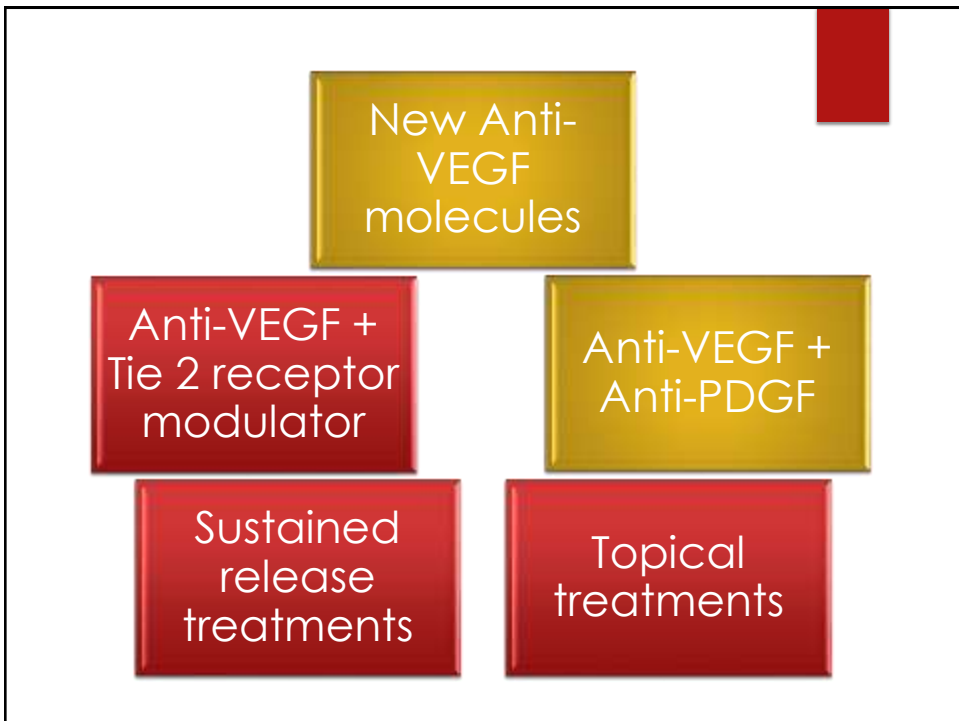 New Anti-
VEGF
molecules
Anti-VEGF +
Tie 2 receptor
modulator
Anti-VEGF +
Anti-PDGF
Sustained
release
treatments
Topical
treatments